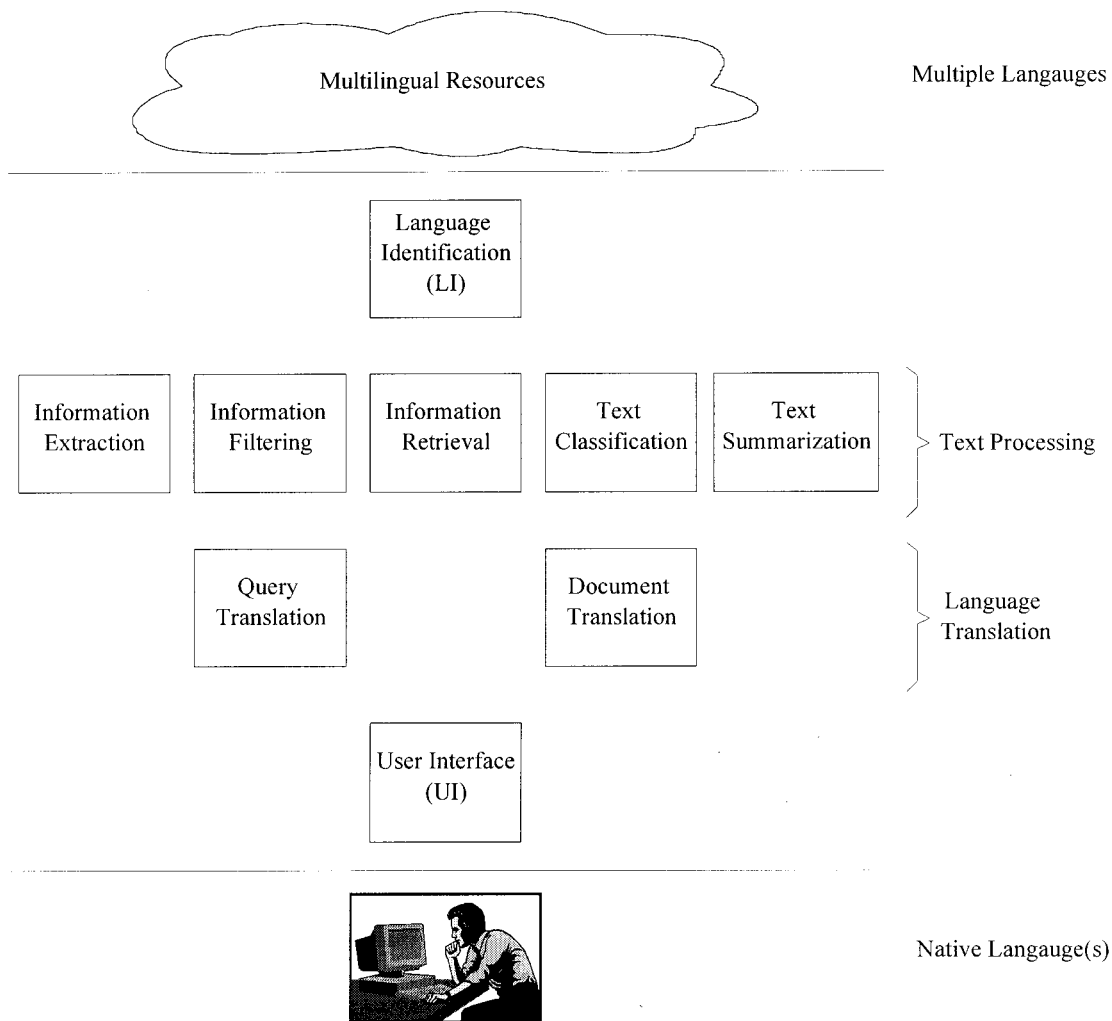 Multilingual Resources
Multiple Langauges
Language
Identification
(LI)
Information
Extraction
Information
Filtering
Information
Retrieval
Text
Classification
Text
Summarization
Text Processing
Query
Translation
Document
Translation
Language
Translation
User Interface
(UI)
Native Langauge(s)